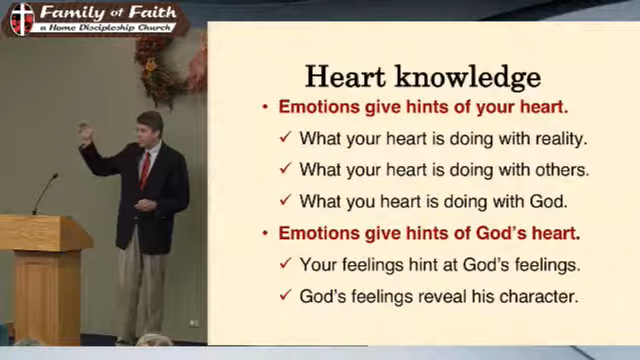 Family of Faith
a Home Discipleship Church
Heart knowledge
• Emotions give hints of your heart.
✓ What your heart is doing with reality.
✓ What your heart is doing with others.
✓ What you heart is doing with God.
• Emotions give hints of God's heart.
✓ Your feelings hint at God's feelings.
✓ God's feelings reveal his character.